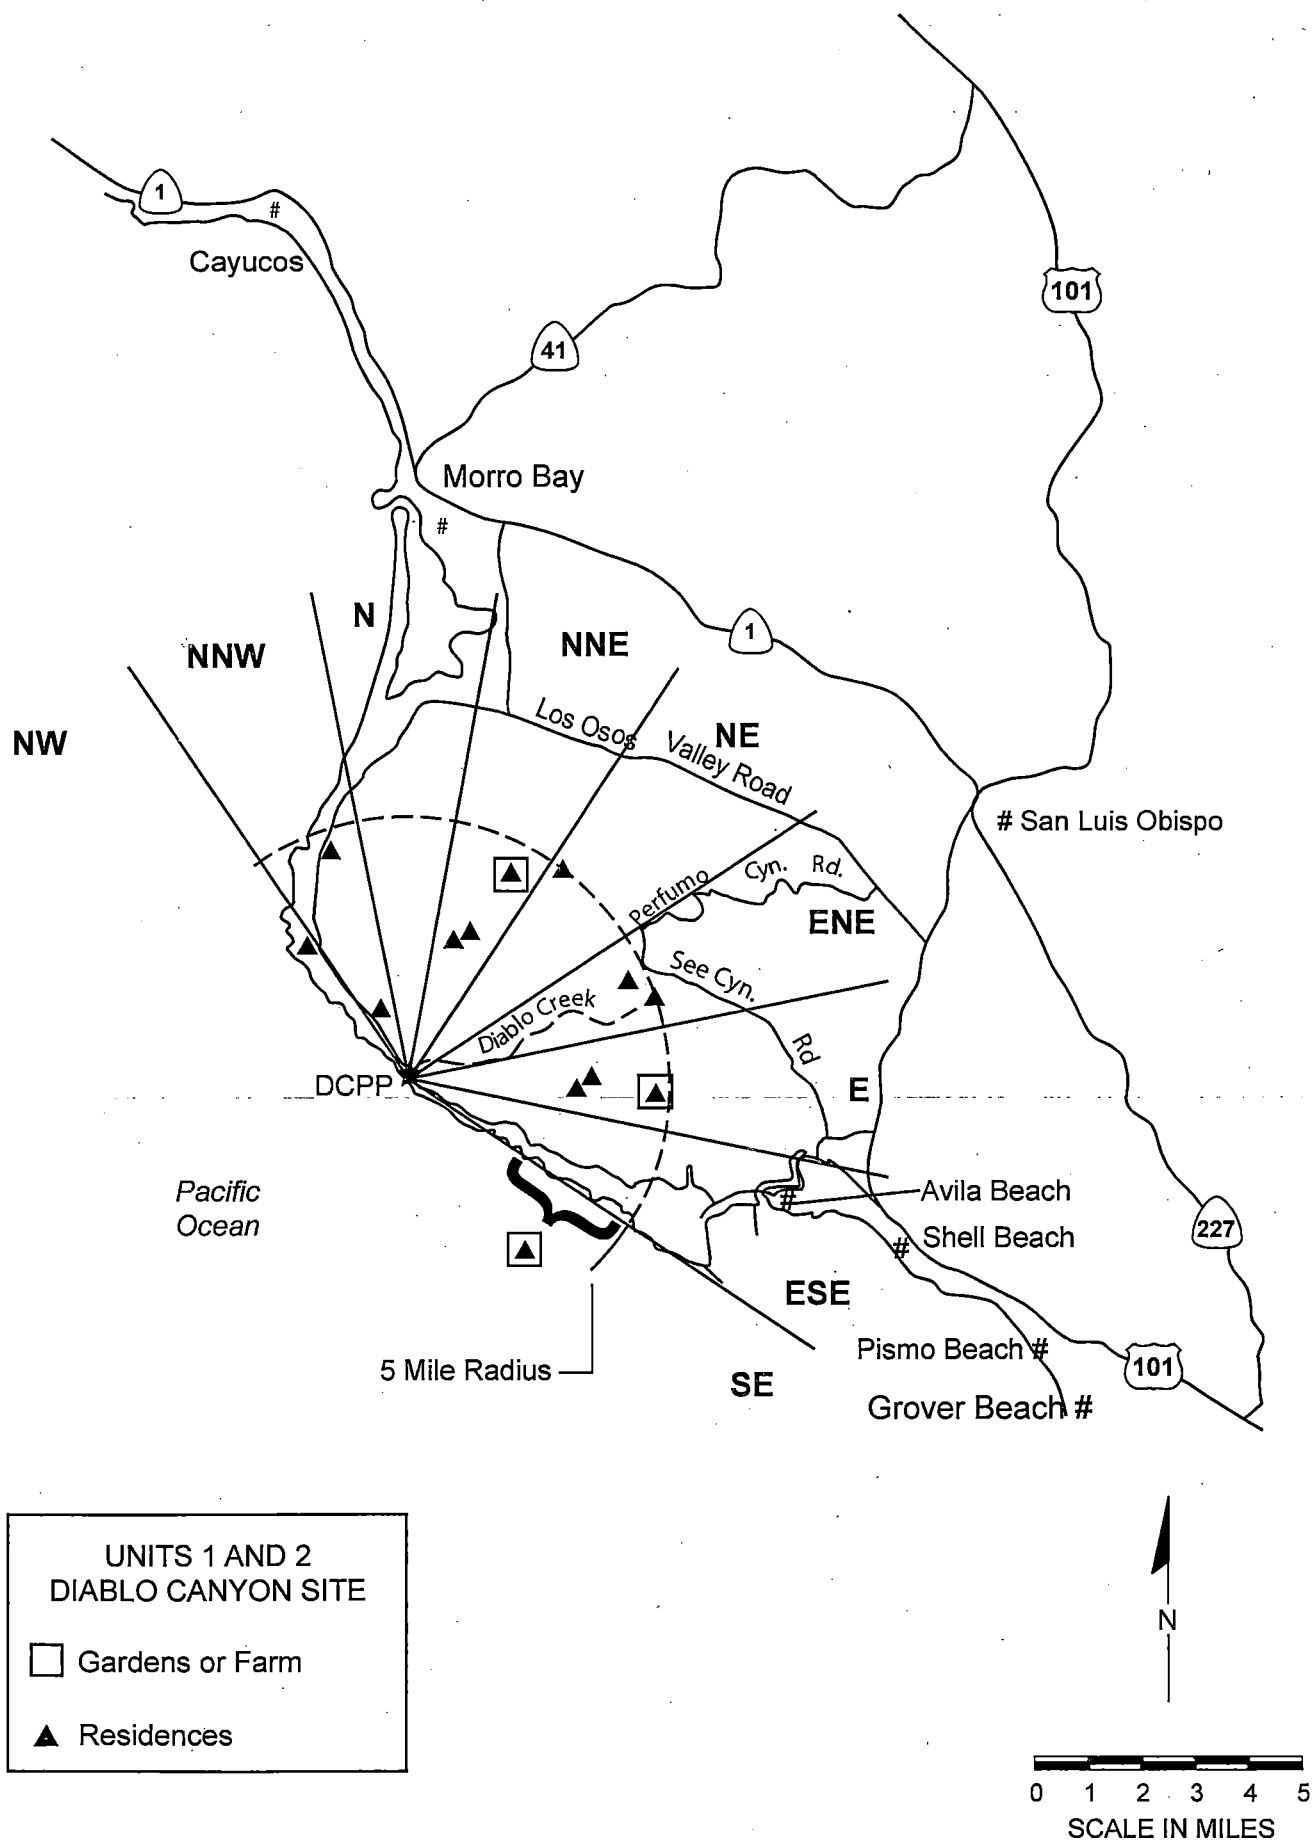 1
#
Cayucos
101
41
Morro Bay
#
N
NNW
NNE
1
NW
Los Osos Valley Road
NE
# San Luis Obispo
Perfumo Cyn. Rd.
ENE
See Cyn. Rd
Diablo Creek
DCPP
E
Pacific
Ocean
#
Avila Beach
# Shell Beach
227
ESE
Pismo Beach #
5 Mile Radius
101
SE
Grover Beach #
UNITS 1 AND 2
DIABLO CANYON SITE
Gardens or Farm
Residences
N
0 1 2 3 4 5
SCALE IN MILES